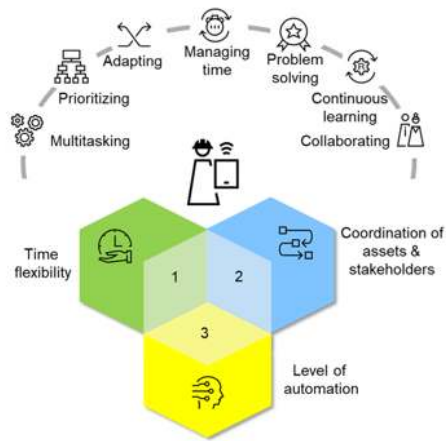 Managing
time
Adapting
Problem
solving
Prioritizing
Continuous
learning
Multitasking
Collaborating
Time
flexibility
Coordination of
assets &
stakeholders
1
2
3
Level of
automation